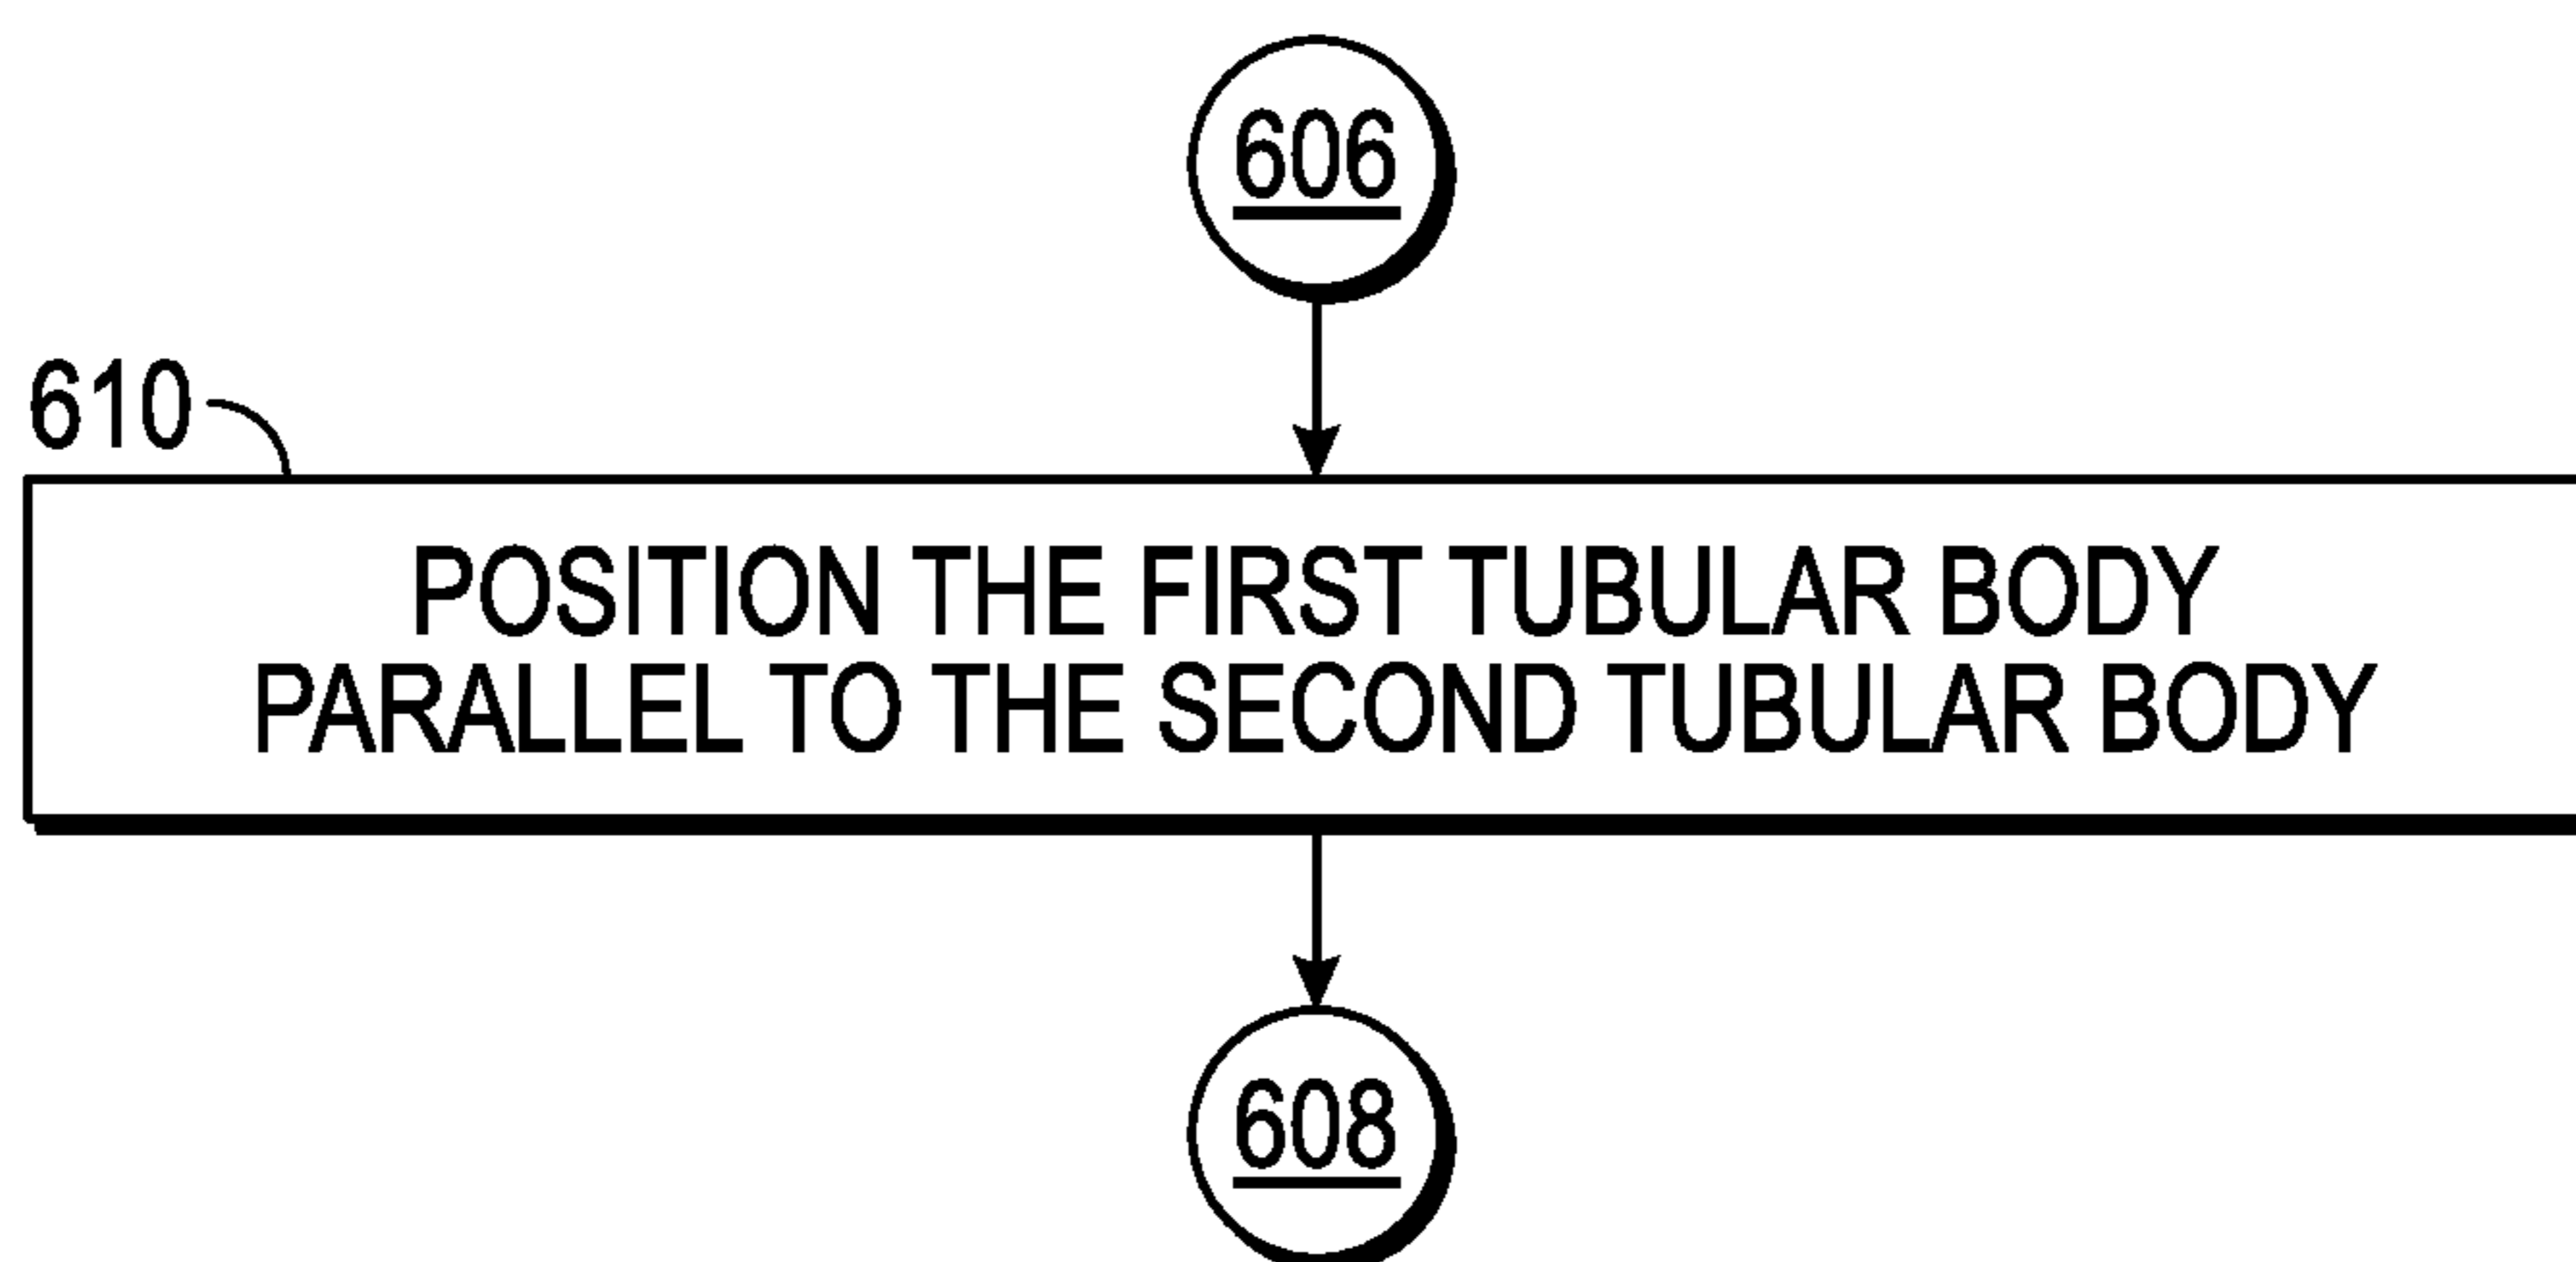 606
610
POSITION THE FIRST TUBULAR BODY
PARALLEL TO THE SECOND TUBULAR BODY
608